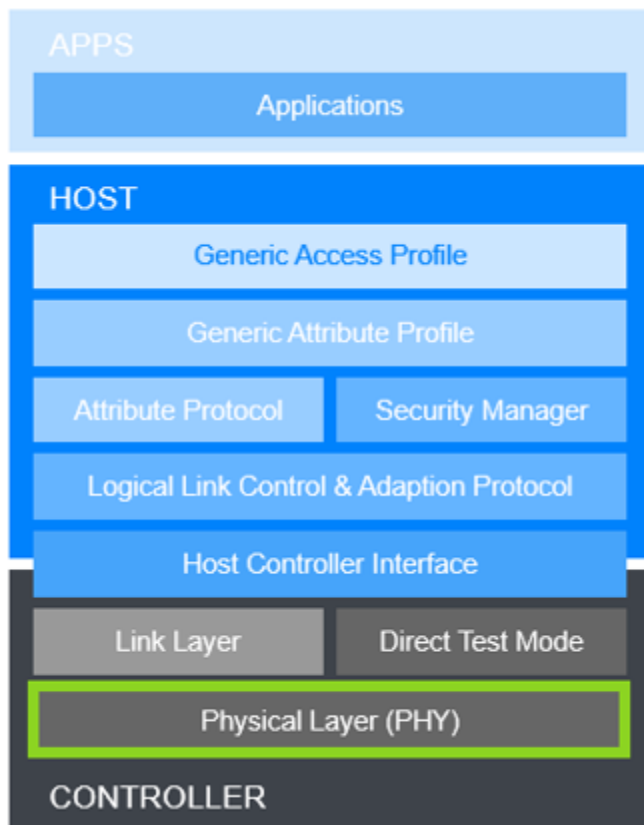 APPS
Applications
HOST
Generic Access Profile
Generic Attribute Profile
Attribute Protocol
Security Manager
Logical Link Control & Adaption Protocol
Host Controller Interface
Link Layer
Direct Test Mode
Physical Layer (PHY)
CONTROLLER